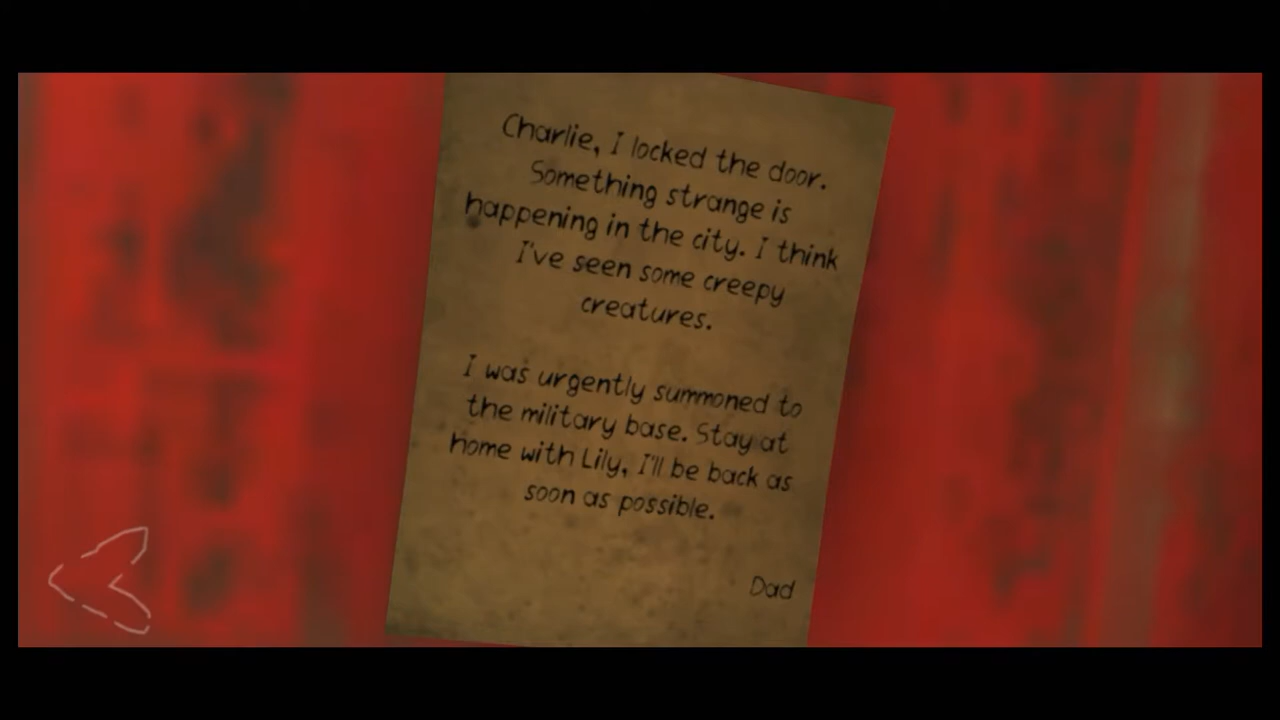 Charlie, I locked the door.
Something strange is
happening in the city. I think
I've seen some creepy
creatures.
I was urgently summoned to
the military base. Stay at
home with Lily, I'll be back as
soon as possible.
Dad